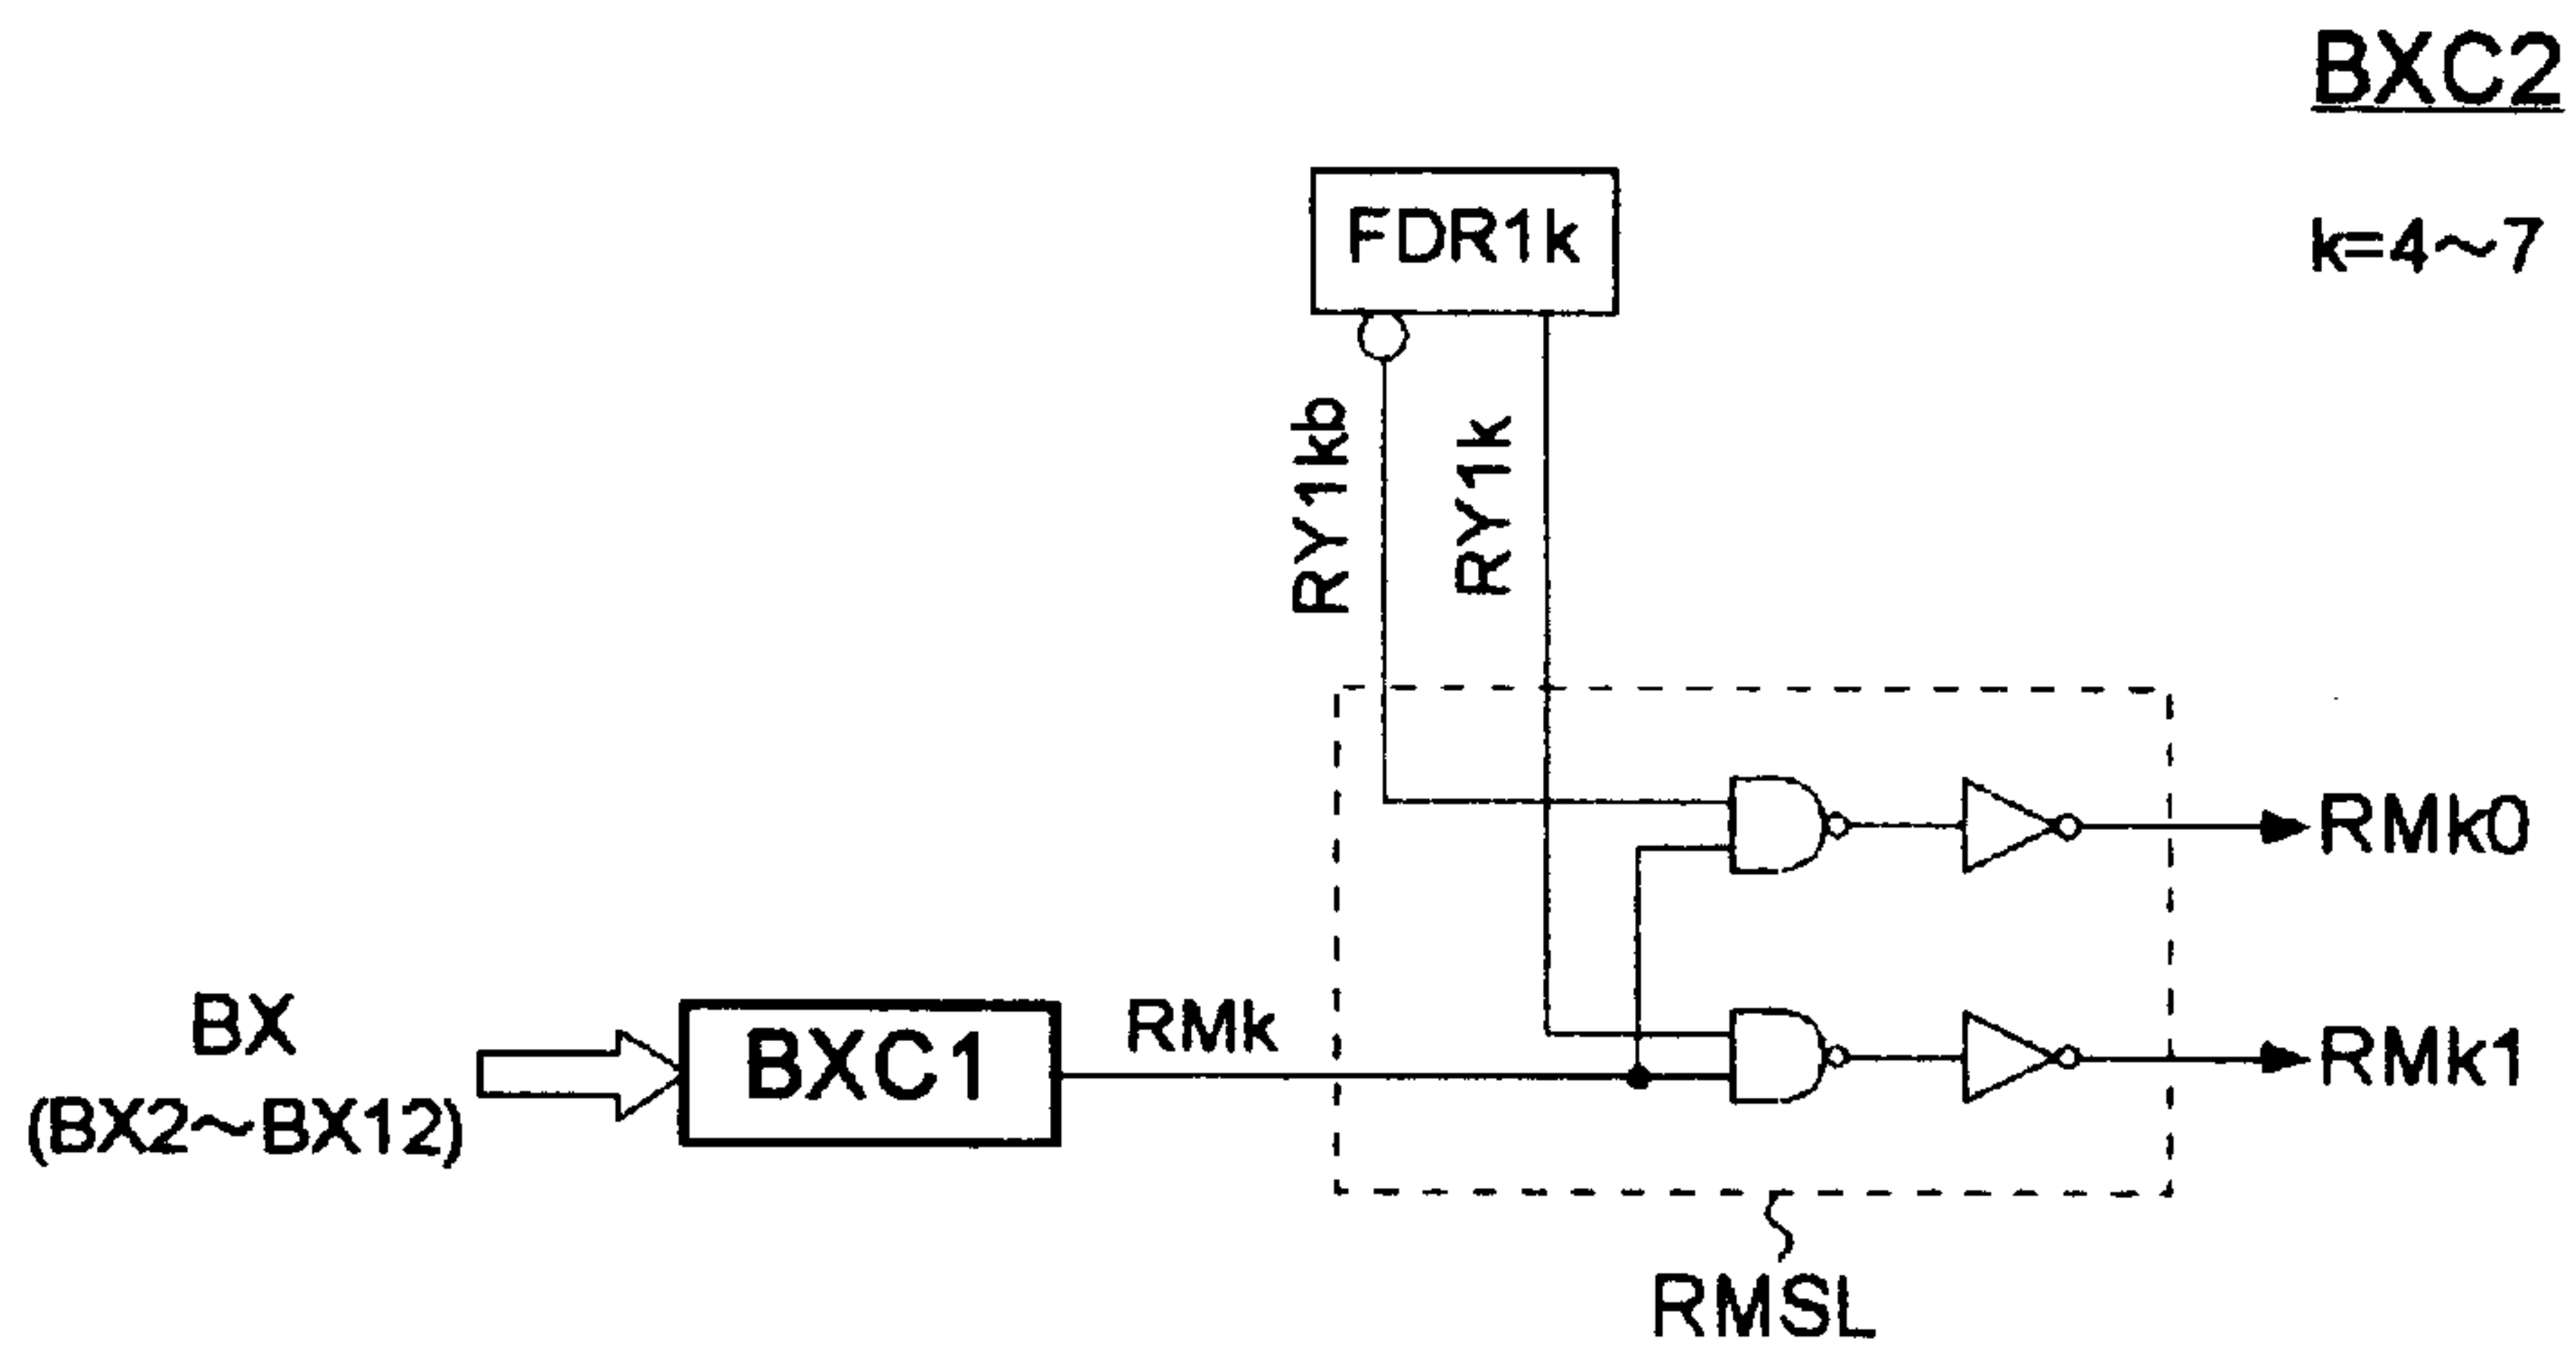 BXC2
k=4～7
FDR1k
RY1kb
RY1k
RMk0
BX
(BX2～BX12)
BXC1
RMk
RMk1
RMSL